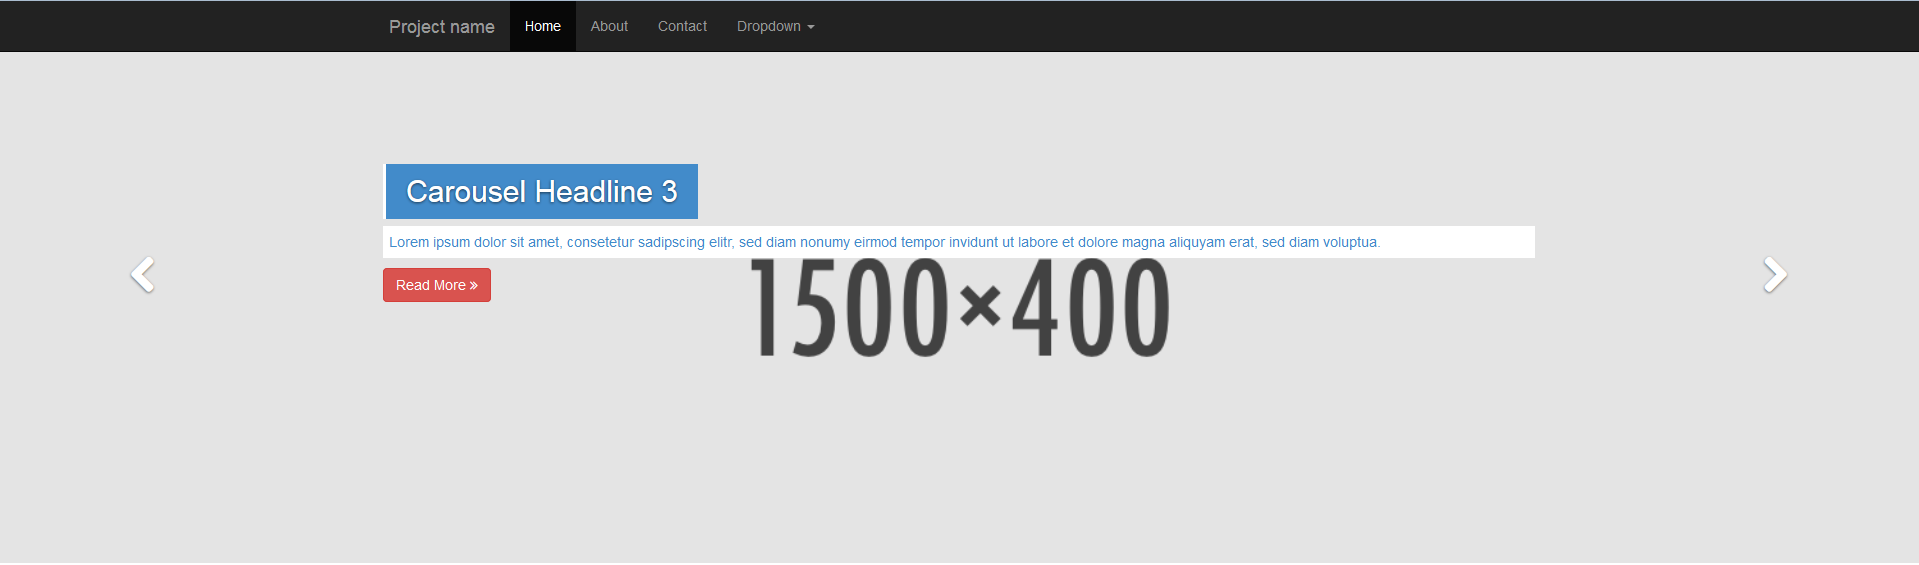 Project name Home About Contact Dropdown
Carousel Headline 3
Lorem ipsum dolor sit amet, consetetur sadipscing elitr, sed diam nonumy eirmod tempor invidunt ut labore et dolore magna aliquyam erat, sed diam voluptua.
Read More »
1500×400